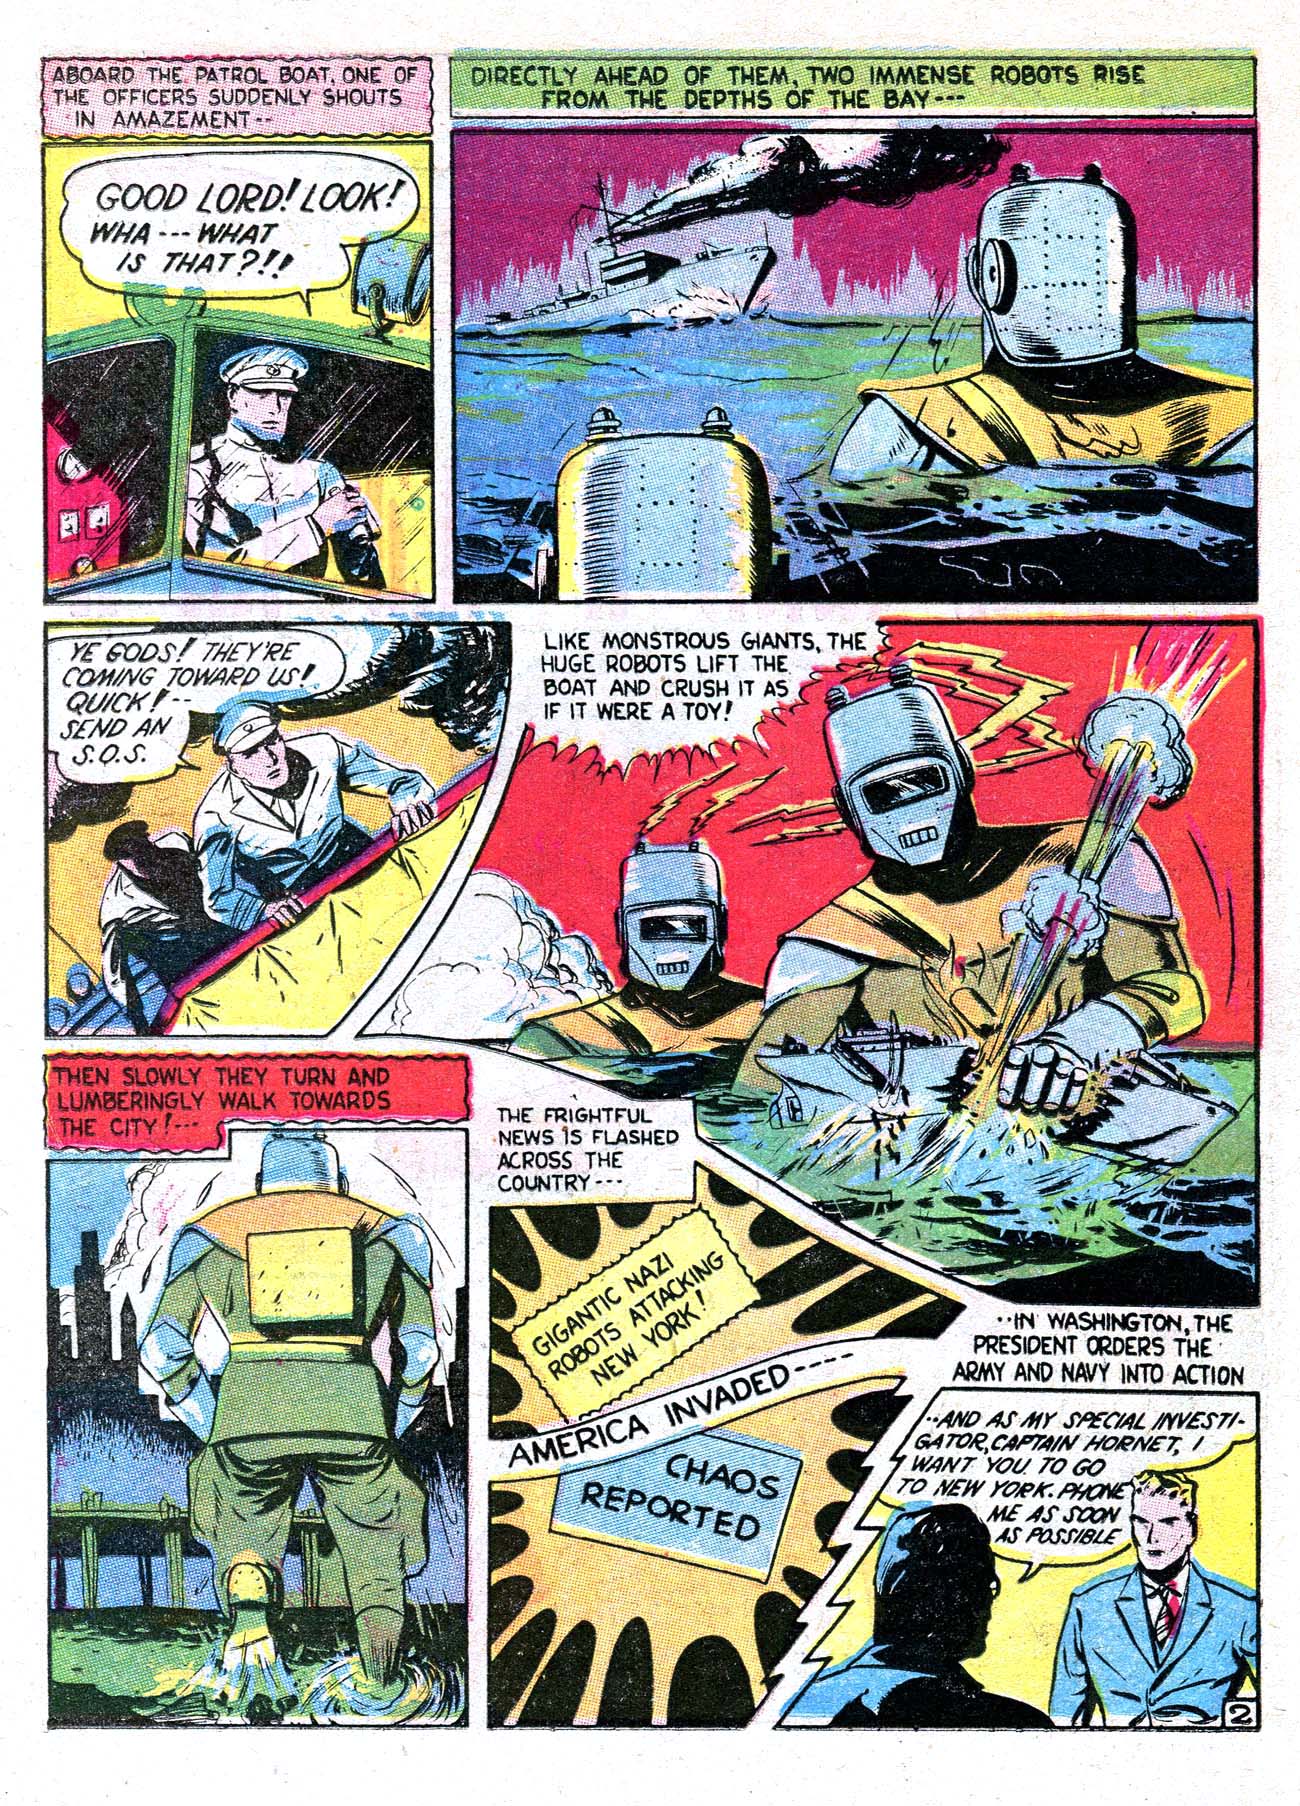 ABOARD THE PATROL BOAT, ONE OF
THE OFFICERS SUDDENLY SHOUTS
IN AMAZEMENT--
GOOD LORD! LOOK!
WHA --- WHAT
IS THAT?!!
DIRECTLY AHEAD OF THEM, TWO IMMENSE ROBOTS RISE
FROM THE DEPTHS OF THE BAY---
YE GODS! THEY'RE
COMING TOWARD US!
QUICK!--
SEND AN
S.O.S.
LIKE MONSTROUS GIANTS, THE
HUGE ROBOTS LIFT THE
BOAT AND CRUSH IT AS
IF IT WERE A TOY!
THEN SLOWLY THEY TURN AND
LUMBERINGLY WALK TOWARDS
THE CITY!---
THE FRIGHTFUL
NEWS IS FLASHED
ACROSS THE
COUNTRY---
GIGANTIC NAZI
ROBOTS ATTACKING
NEW YORK!
AMERICA INVADED----
CHAOS
REPORTED
..IN WASHINGTON, THE
PRESIDENT ORDERS THE
ARMY AND NAVY INTO ACTION
..AND AS MY SPECIAL INVESTI-
GATOR, CAPTAIN HORNET, I
WANT YOU TO GO
TO NEW YORK. PHONE
ME AS SOON
AS POSSIBLE
2